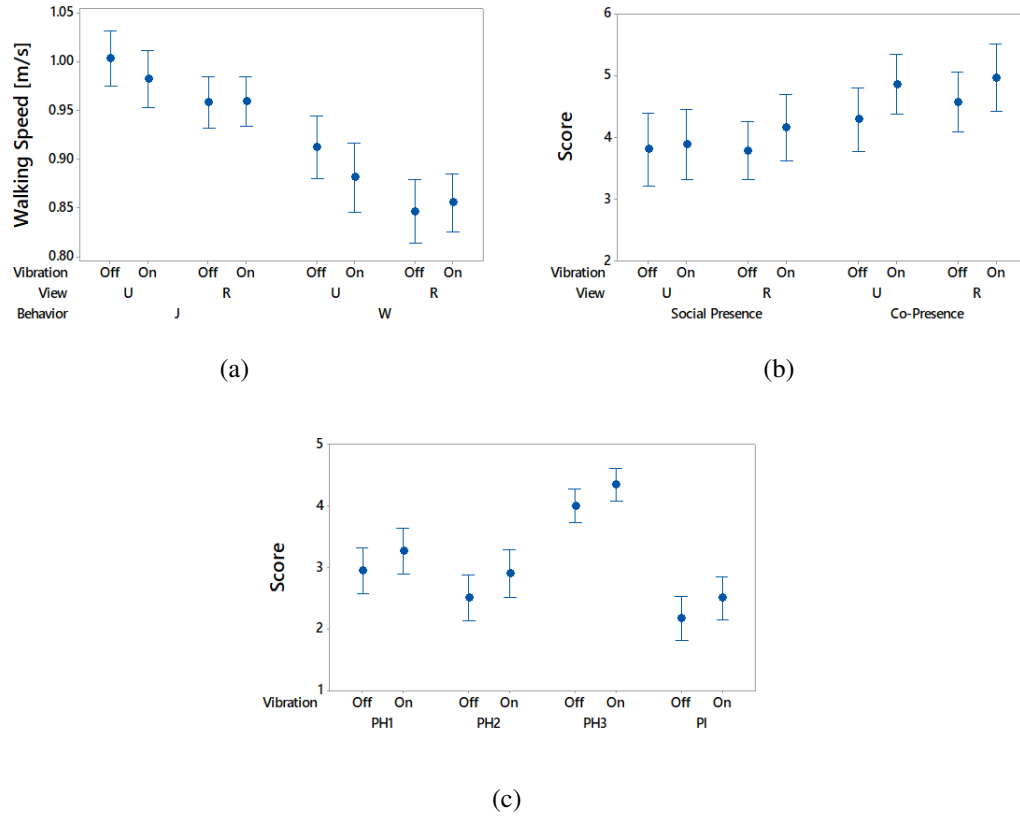 1.05
1.00
0.95
0.90
0.85
0.80
Walking Speed [m/s]
Vibration Off On Off On Off On Off On
View U R U R
Behavior J W
(a)
6
5
4
3
2
Score
Vibration Off On Off On Off On Off On
View U R U R
Social Presence Co-Presence
(b)
5
4
3
2
1
Score
Vibration Off On Off On Off On Off On
PH1 PH2 PH3 PI
(c)